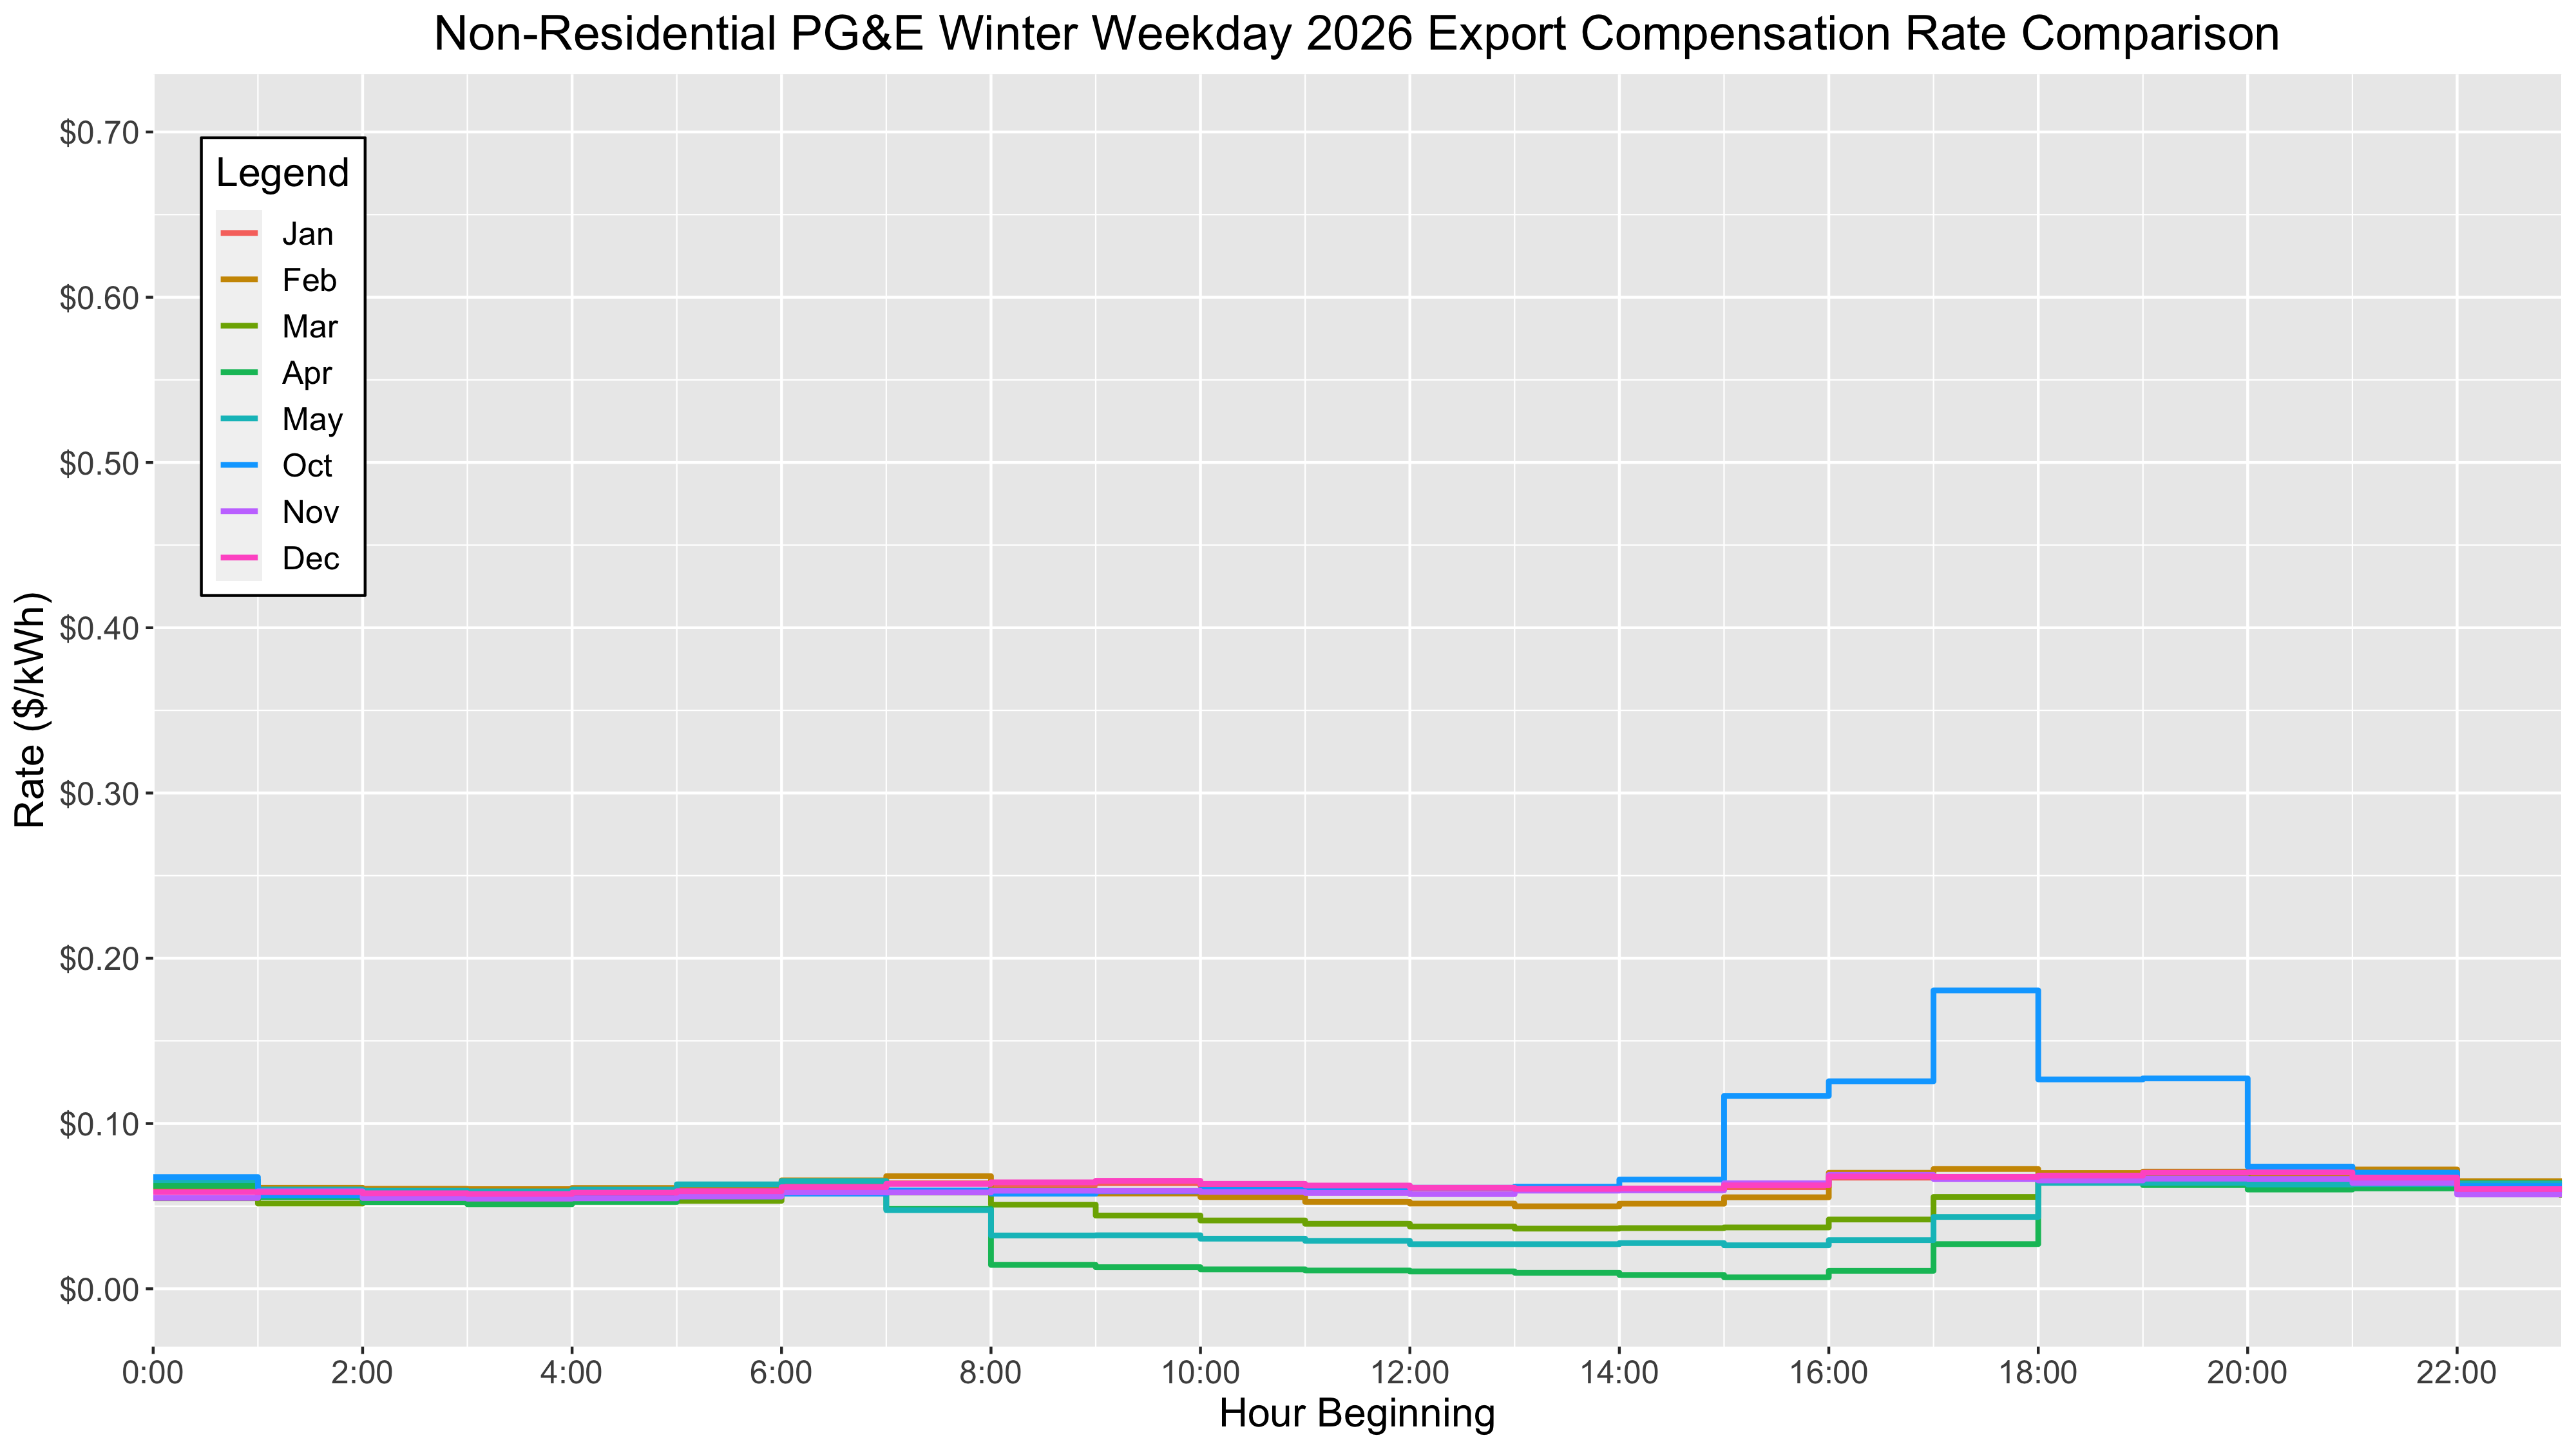 Non-Residential PG&E Winter Weekday 2026 Export Compensation Rate Comparison
Rate ($/kWh)
$0.70
$0.60
$0.50
$0.40
$0.30
$0.20
$0.10
$0.00
Legend
Jan
Feb
Mar
Apr
May
Oct
Nov
Dec
0:00 2:00 4:00 6:00 8:00 10:00 12:00 14:00 16:00 18:00 20:00 22:00
Hour Beginning